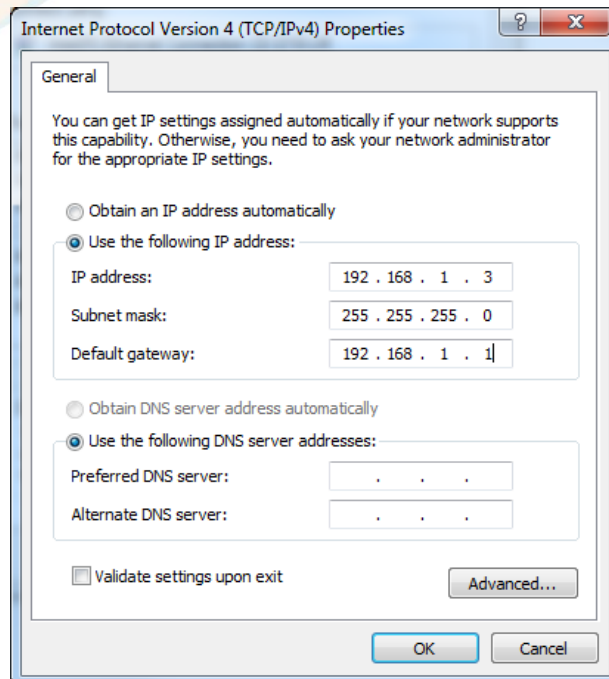 Internet Protocol Version 4 (TCP/IPv4) Properties
?
X
General
You can get IP settings assigned automatically if your network supports
this capability. Otherwise, you need to ask your network administrator
for the appropriate IP settings.
Obtain an IP address automatically
Use the following IP address:
IP address: 192 . 168 . 1 . 3
Subnet mask: 255 . 255 . 255 . 0
Default gateway: 192 . 168 . 1 . 1
Obtain DNS server address automatically
Use the following DNS server addresses:
Preferred DNS server: . . .
Alternate DNS server: . . .
Validate settings upon exit
Advanced...
OK Cancel